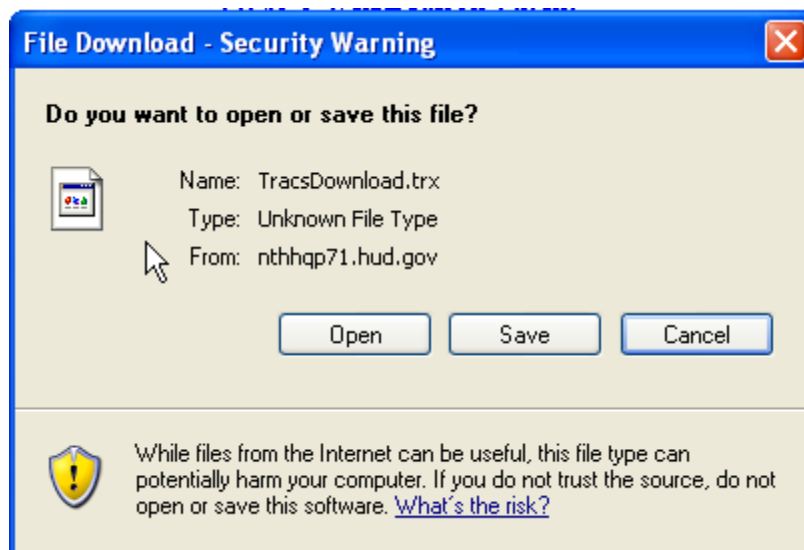 File Download - Security Warning
Do you want to open or save this file?
Name: TracsDownload.trx
Type: Unknown File Type
From: nthhqp71.hud.gov
Open Save Cancel
While files from the Internet can be useful, this file type can
potentially harm your computer. If you do not trust the source, do not
open or save this software. What's the risk?